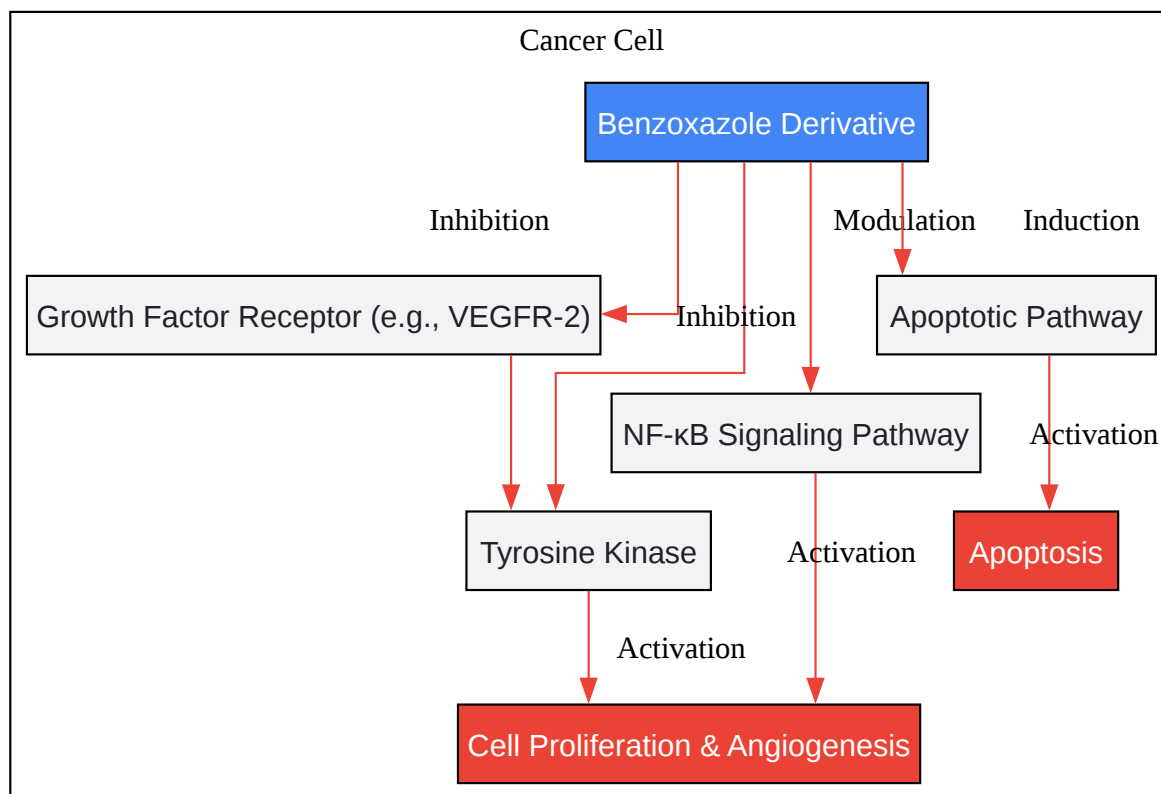 Cancer Cell
Benzoxazole Derivative
Inhibition
Modulation
Induction
Growth Factor Receptor (e.g., VEGFR-2)
Inhibition
Apoptotic Pathway
NF-κB Signaling Pathway
Activation
Tyrosine Kinase
Activation
Apoptosis
Activation
Cell Proliferation & Angiogenesis